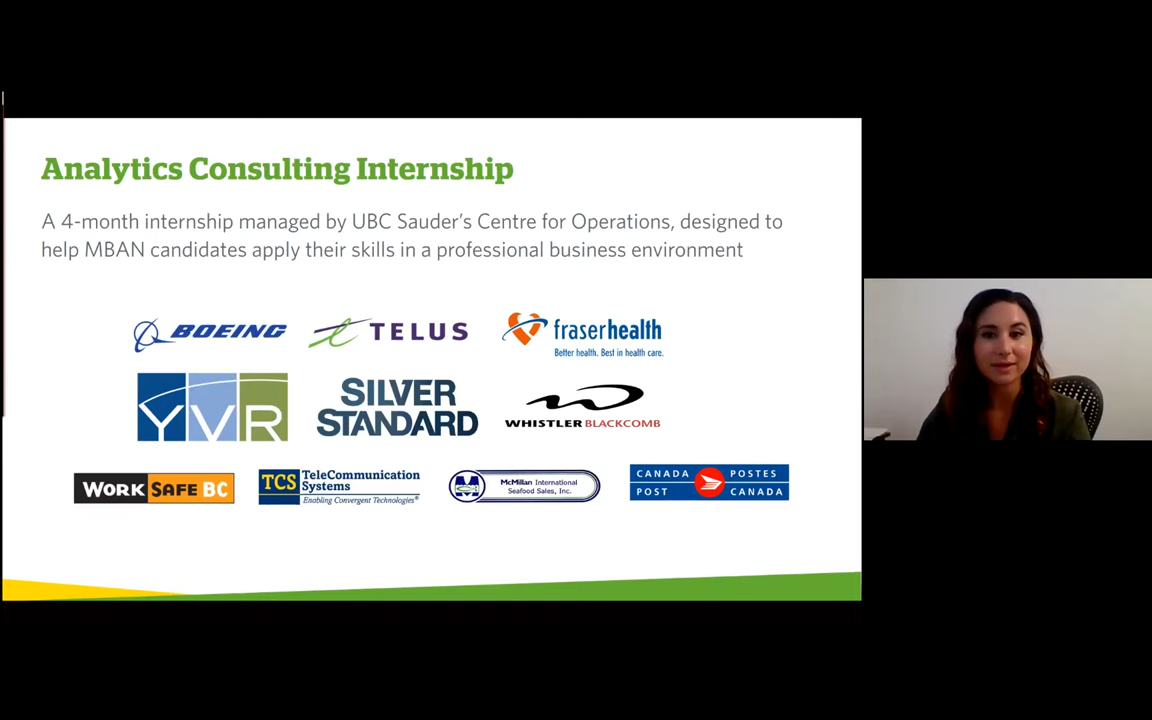 Analytics Consulting Internship
A 4-month internship managed by UBC Sauder's Centre for Operations, designed to
help MBAN candidates apply their skills in a professional business environment
BOEING
TELUS
fraserhealth
Better health. Best in health care.
YVR
SILVER
STANDARD
WHISTLERBLACKCOMB
WORK SAFE BC
TCS TeleCommunication
Systems
Enabling Convergent Technologies®
McMillan International
Seafood Sales, Inc.
CANADA POSTES
POST CANADA